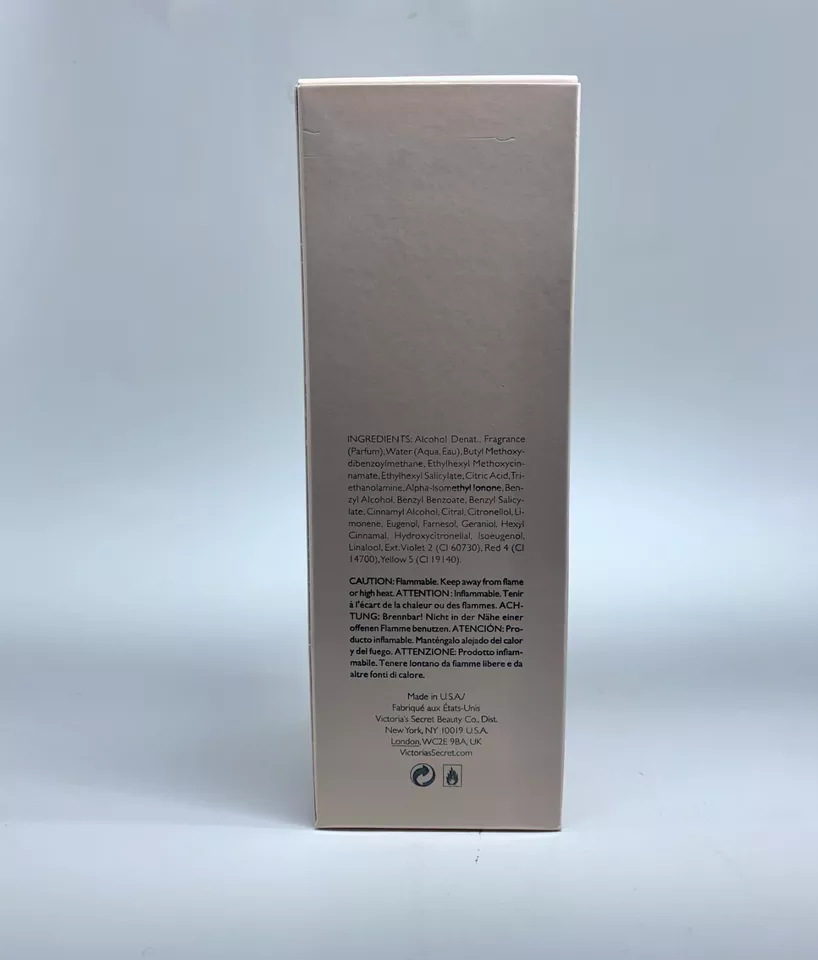 INGREDIENTS: Alcohol Denat., Fragrance
(Parfum), Water (Aqua, Eau), Butyl Methoxy-
dibenzoylmethane, Ethylhexyl Methoxycin-
namate, Ethylhexyl Salicylate, Citric Acid, Tri-
ethanolamine, Alpha-Isomethyl Ionone, Ben-
zyl Alcohol, Benzyl Benzoate, Benzyl Salicy-
late, Cinnamyl Alcohol, Citral, Citronellol, Li-
monene, Eugenol, Farnesol, Geraniol, Hexyl
Cinnamal, Hydroxycitronellal, Isoeugenol,
Linalool, Ext. Violet 2 (CI 60730), Red 4 (CI
14700), Yellow 5 (CI 19140).
CAUTION: Flammable. Keep away from flame
or high heat. ATTENTION : Inflammable. Tenir
à l'écart de la chaleur ou des flammes. ACH-
TUNG: Brennbar! Nicht in der Nähe einer
offenen Flamme benutzen. ATENCIÓN: Pro-
ducto inflamable. Manténgalo alejado del calor
y del fuego. ATTENZIONE: Prodotto infiam-
mabile. Tenere lontano da fiamme libere e da
altre fonti di calore.
Made in U.S.A./
Fabriqué aux États-Unis
Victoria's Secret Beauty Co., Dist.
New York, NY 10019 U.S.A.
London, WC2E 9BA, UK
VictoriasSecret.com